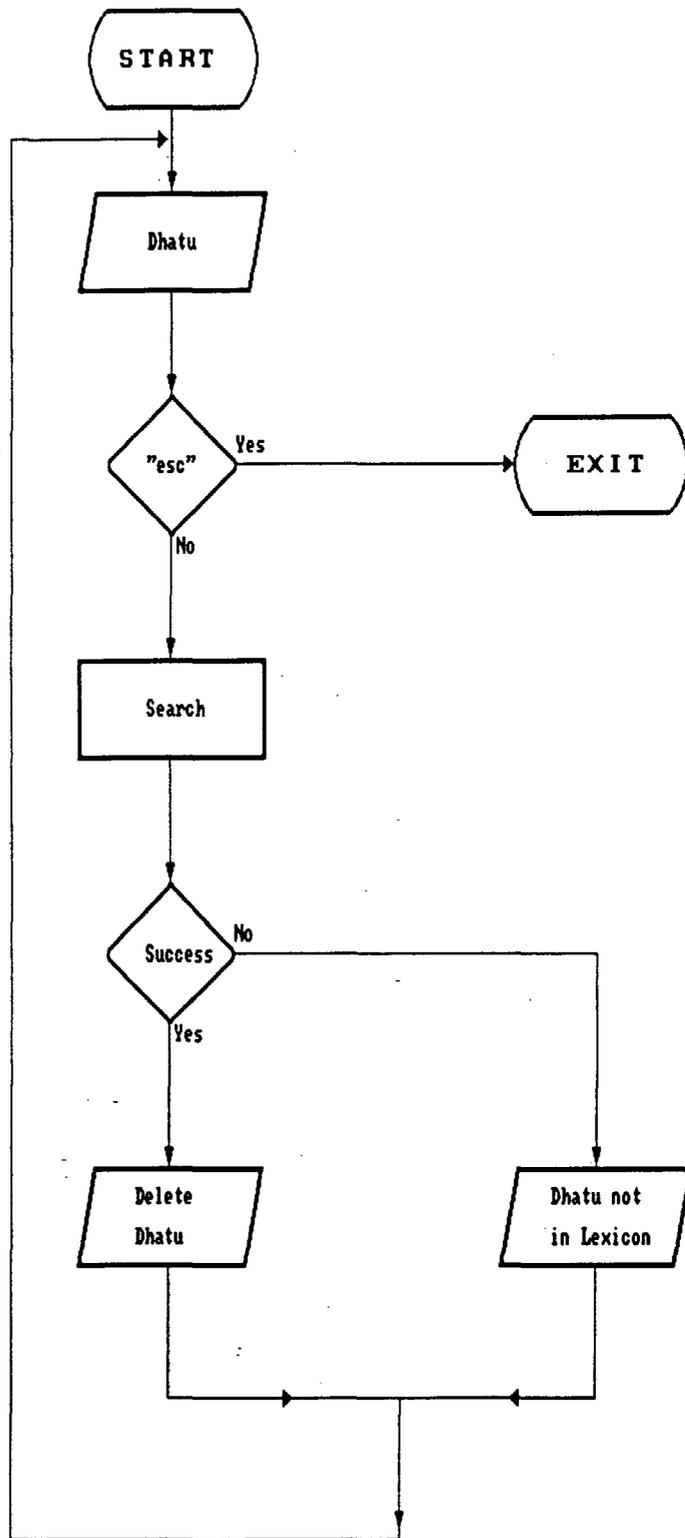 START
Dhatu
"esc"
Yes
EXIT
No
Search
Success
No
Yes
Delete
Dhatu
Dhatu not
in Lexicon